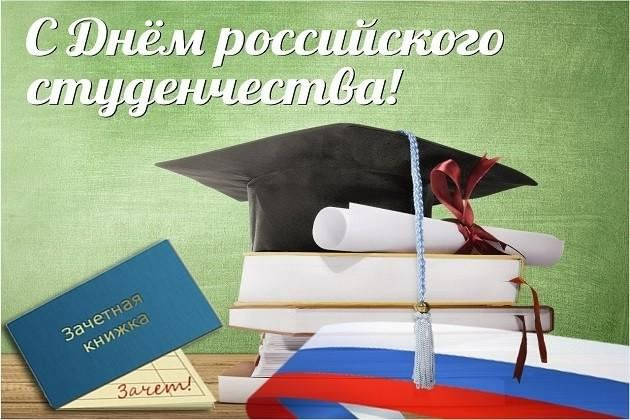 С Днём российского
студенчества!
Зачетная
книжка
Зачет!